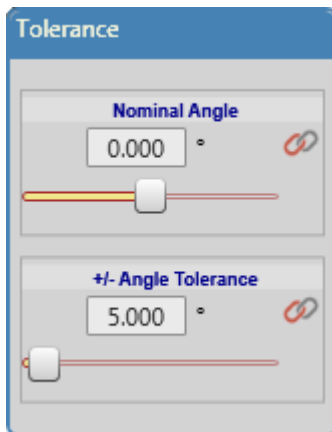 Tolerance
Nominal Angle
0.000 °
+/- Angle Tolerance
5.000 °